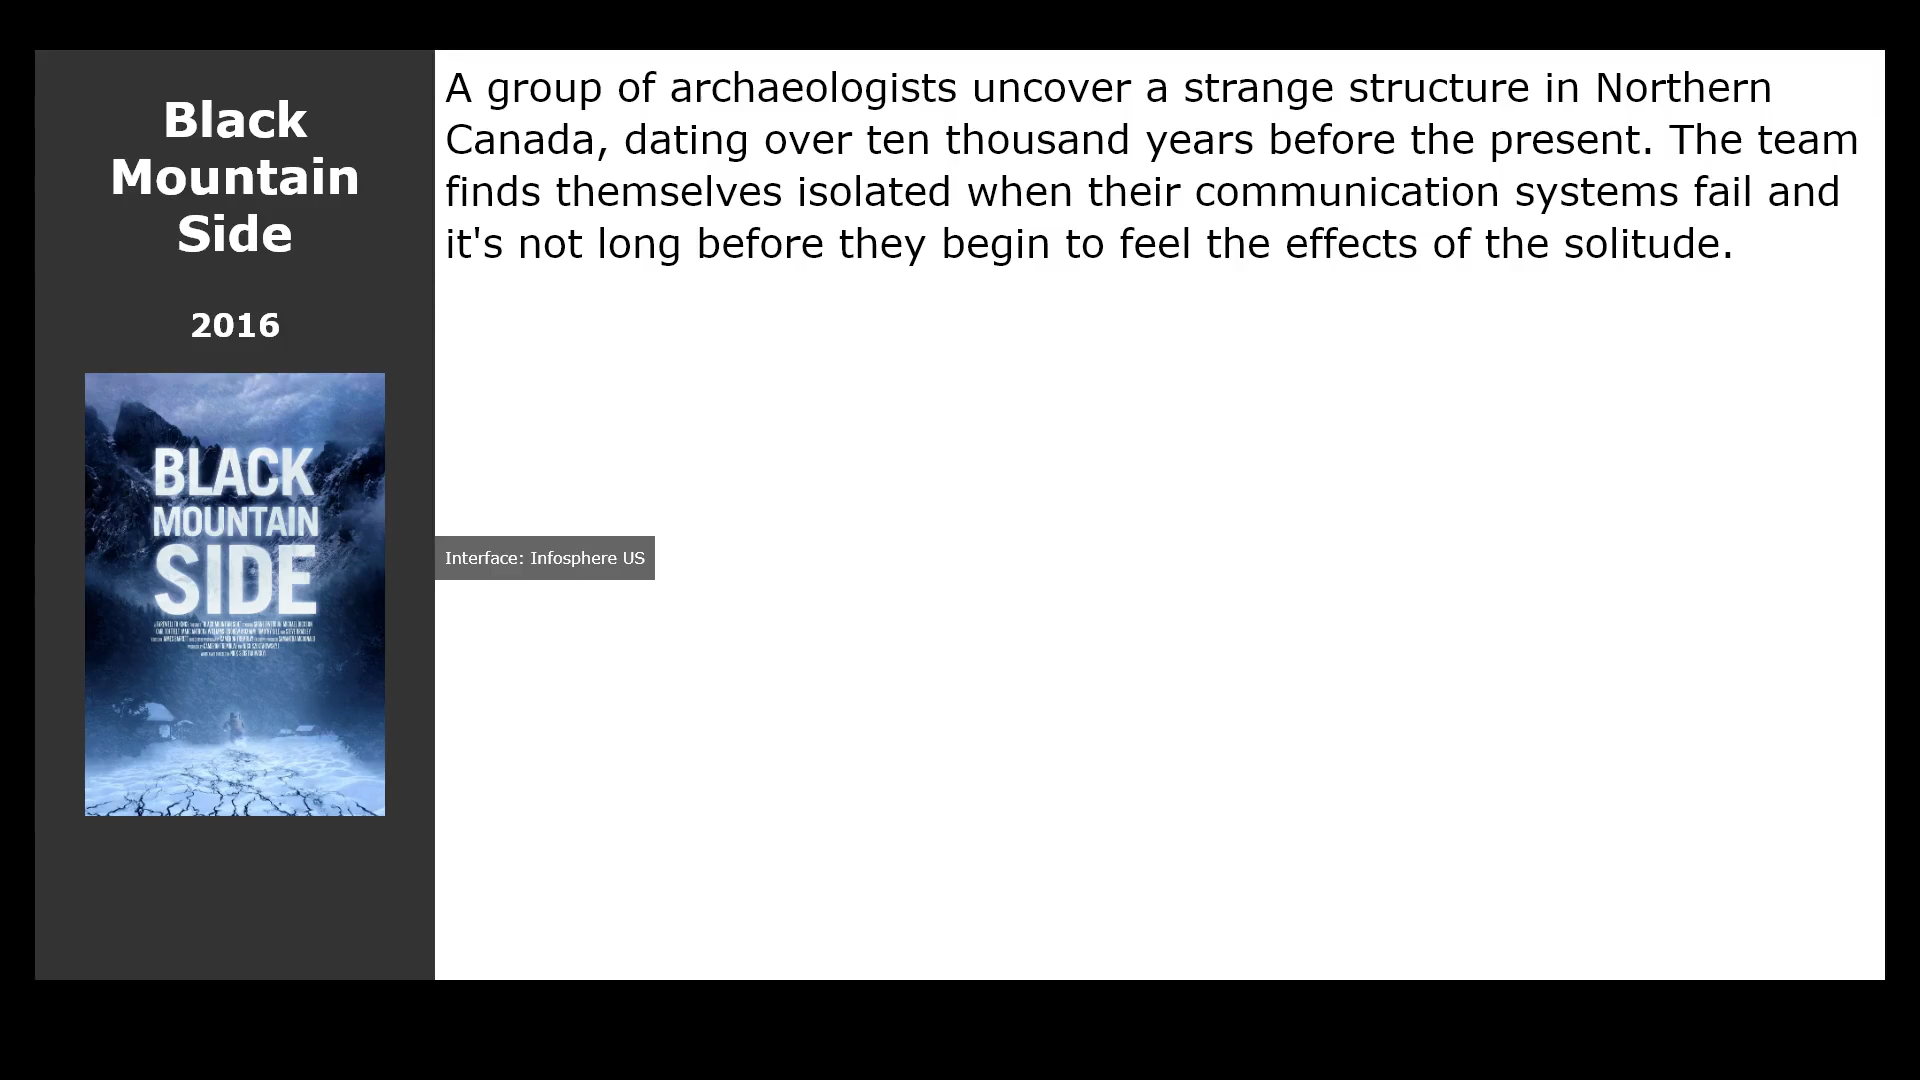 Black
Mountain
Side
2016
BLACK
MOUNTAIN
SIDE
A group of archaeologists uncover a strange structure in Northern
Canada, dating over ten thousand years before the present. The team
finds themselves isolated when their communication systems fail and
it's not long before they begin to feel the effects of the solitude.
Interface: Infosphere US